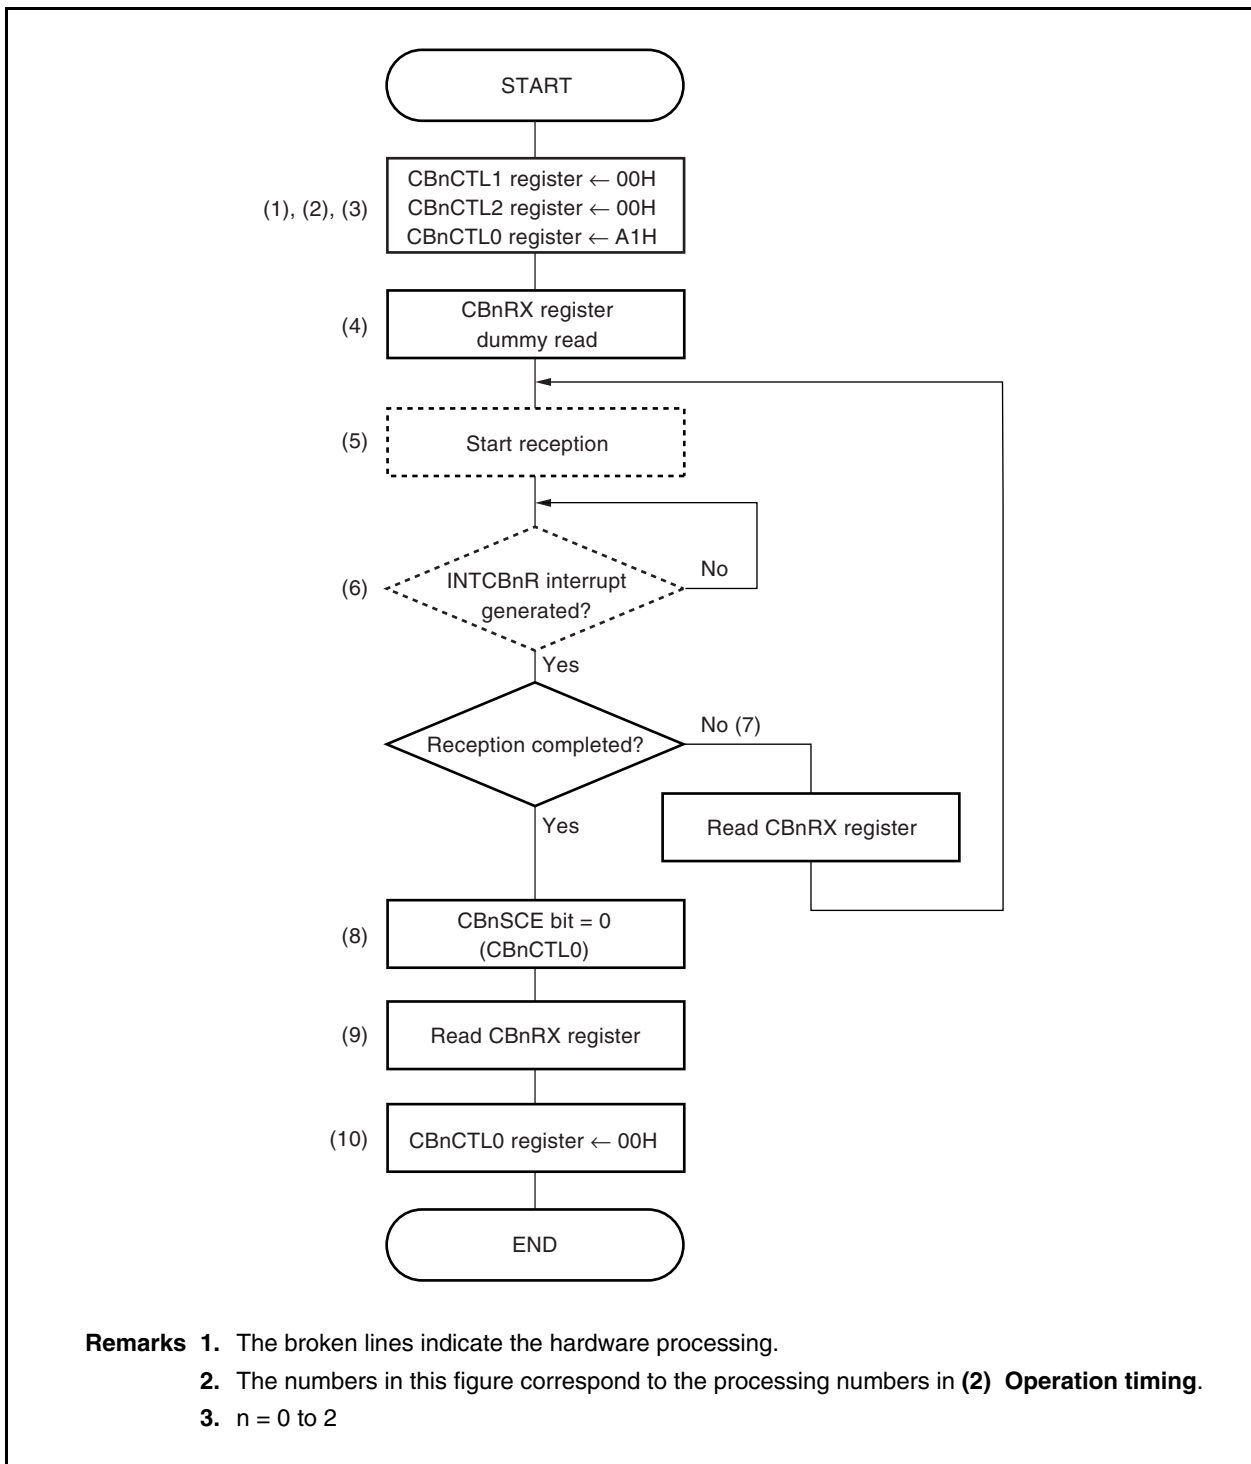 START
(1), (2), (3)
CBnCTL1 register ← 00H
CBnCTL2 register ← 00H
CBnCTL0 register ← A1H
(4)
CBnRX register
dummy read
(5)
Start reception
(6)
INTCBnR interrupt
generated?
No
Yes
Reception completed?
No (7)
Read CBnRX register
Yes
(8)
CBnSCE bit = 0
(CBnCTL0)
(9)
Read CBnRX register
(10)
CBnCTL0 register ← 00H
END
Remarks 1. The broken lines indicate the hardware processing.
2. The numbers in this figure correspond to the processing numbers in (2) Operation timing.
3. n = 0 to 2